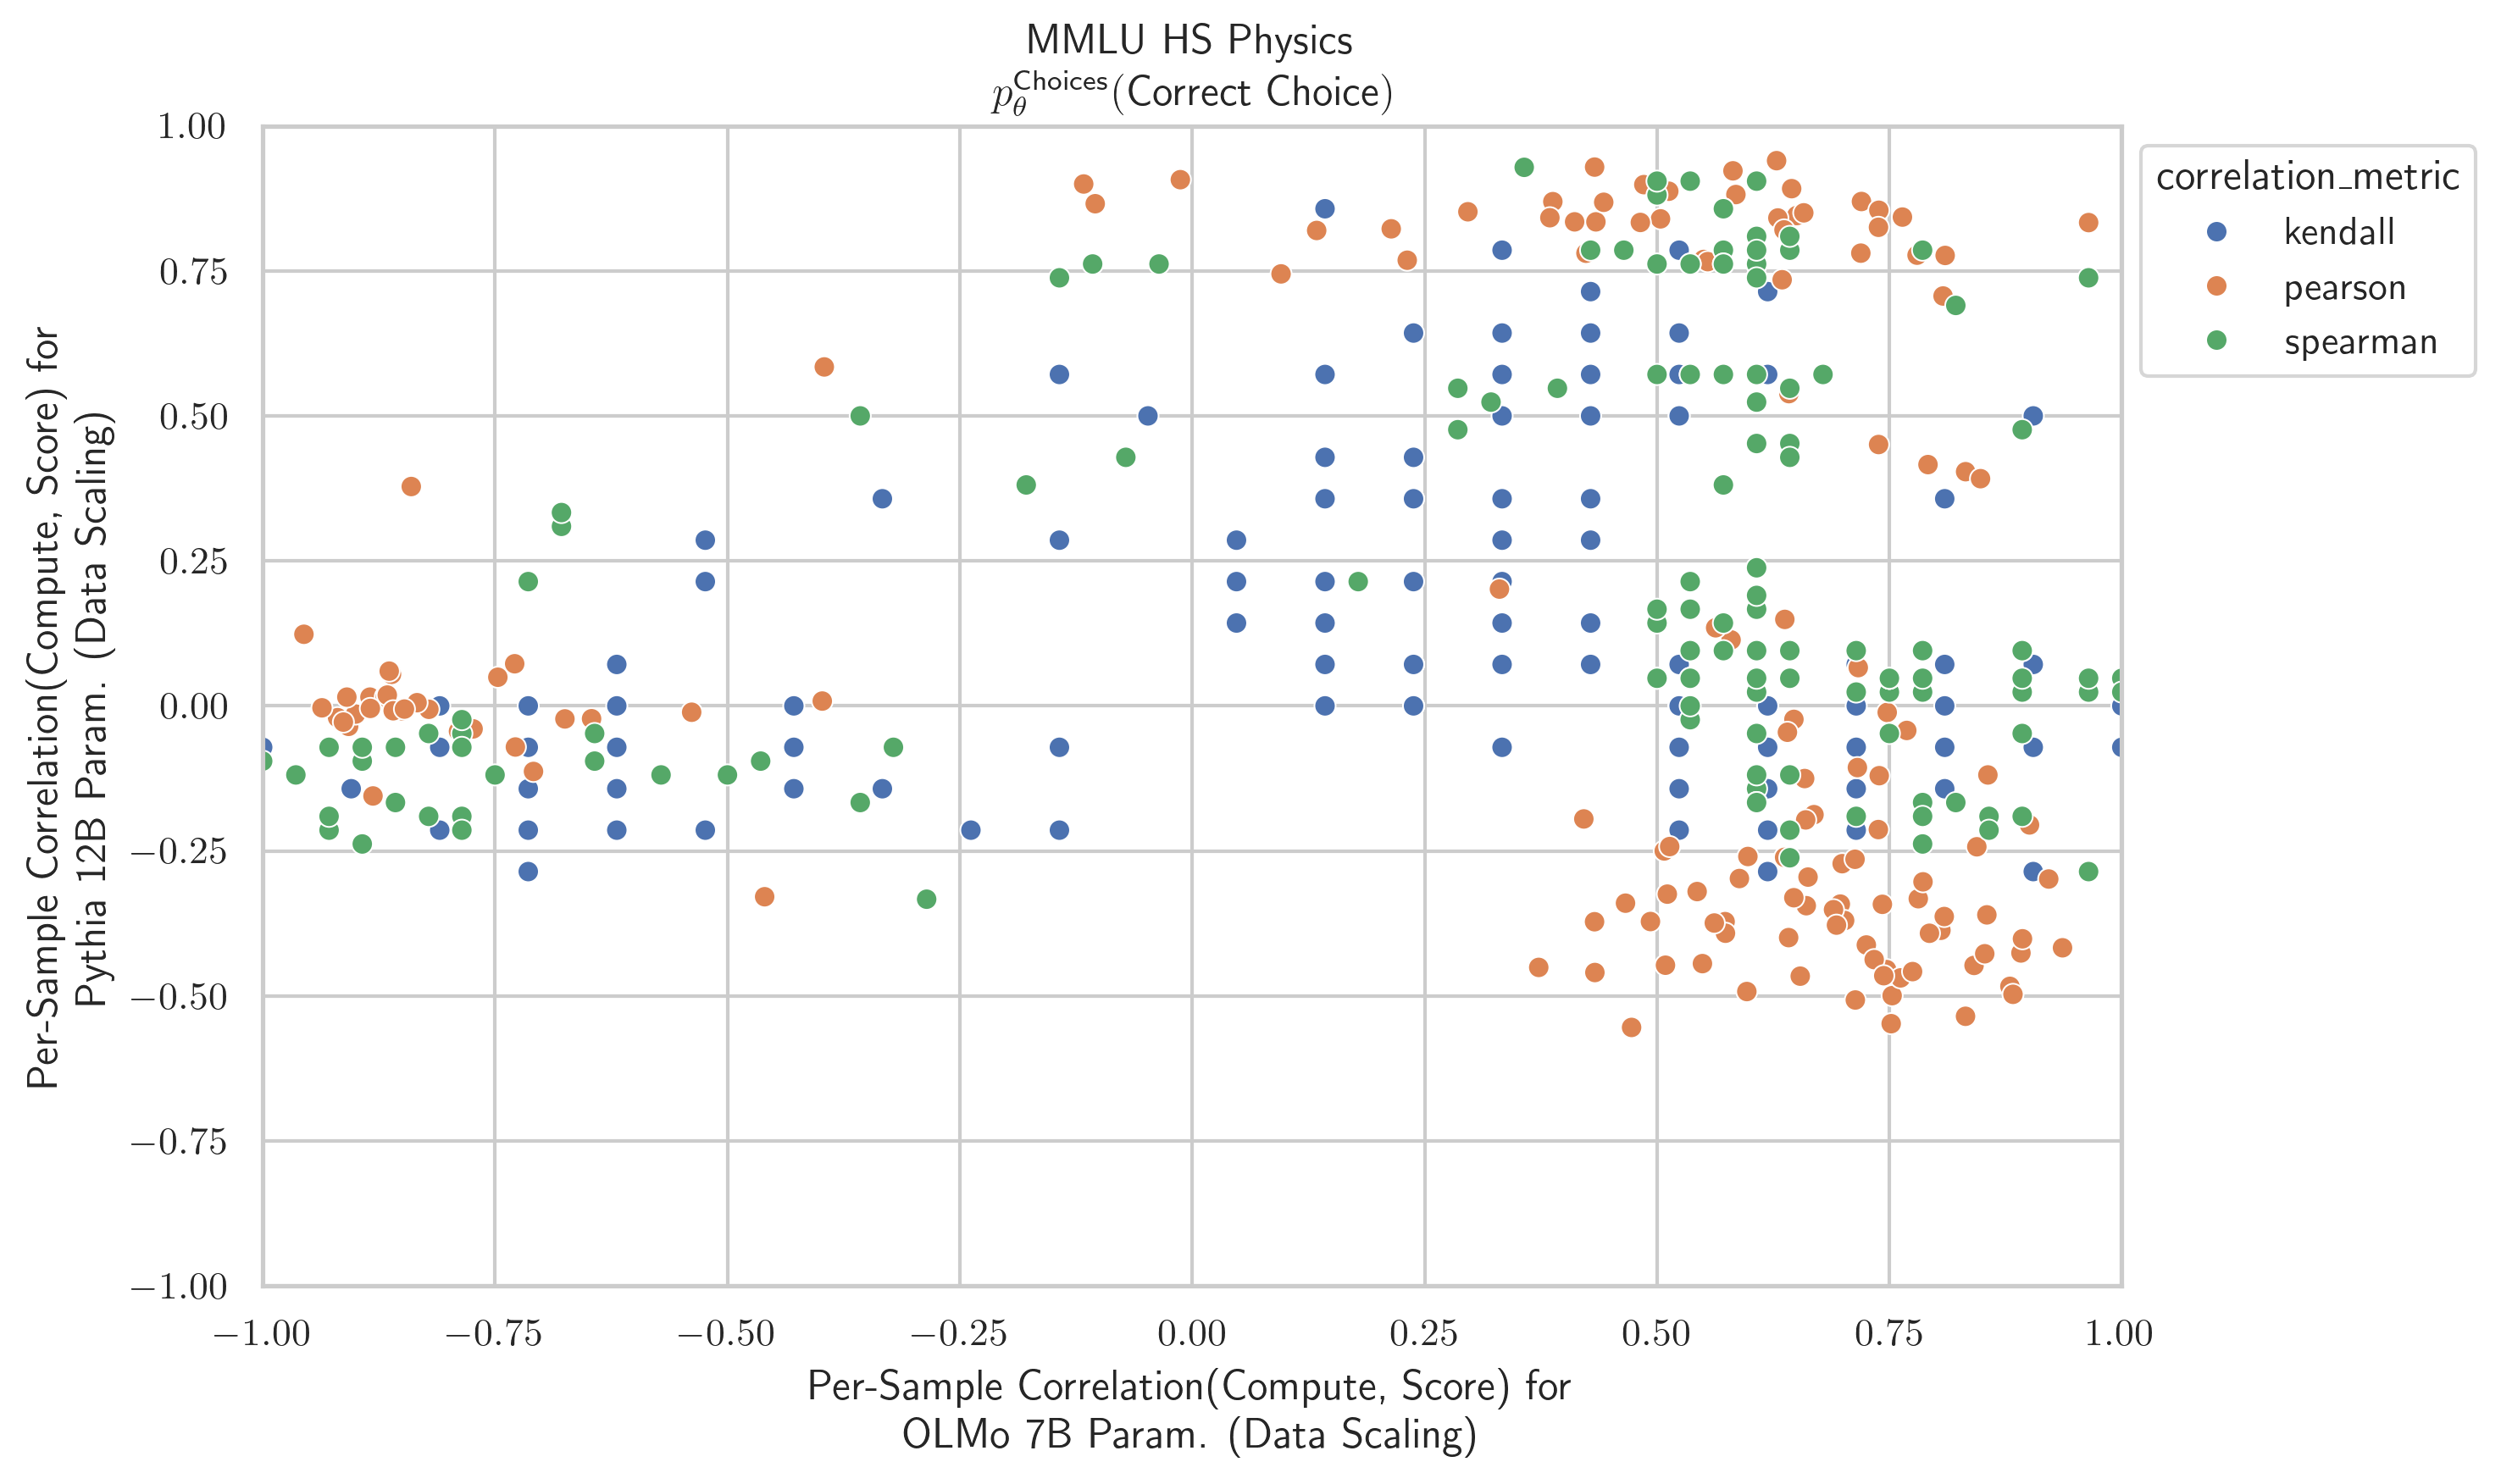 MMLU HS Physics
p_θ^Choices(Correct Choice)
1.00
0.75
0.50
0.25
0.00
−0.25
−0.50
−0.75
−1.00
Per-Sample Correlation(Compute, Score) for
Pythia 12B Param. (Data Scaling)
correlation_metric
kendall
pearson
spearman
−1.00 −0.75 −0.50 −0.25 0.00 0.25 0.50 0.75 1.00
Per-Sample Correlation(Compute, Score) for
OLMo 7B Param. (Data Scaling)